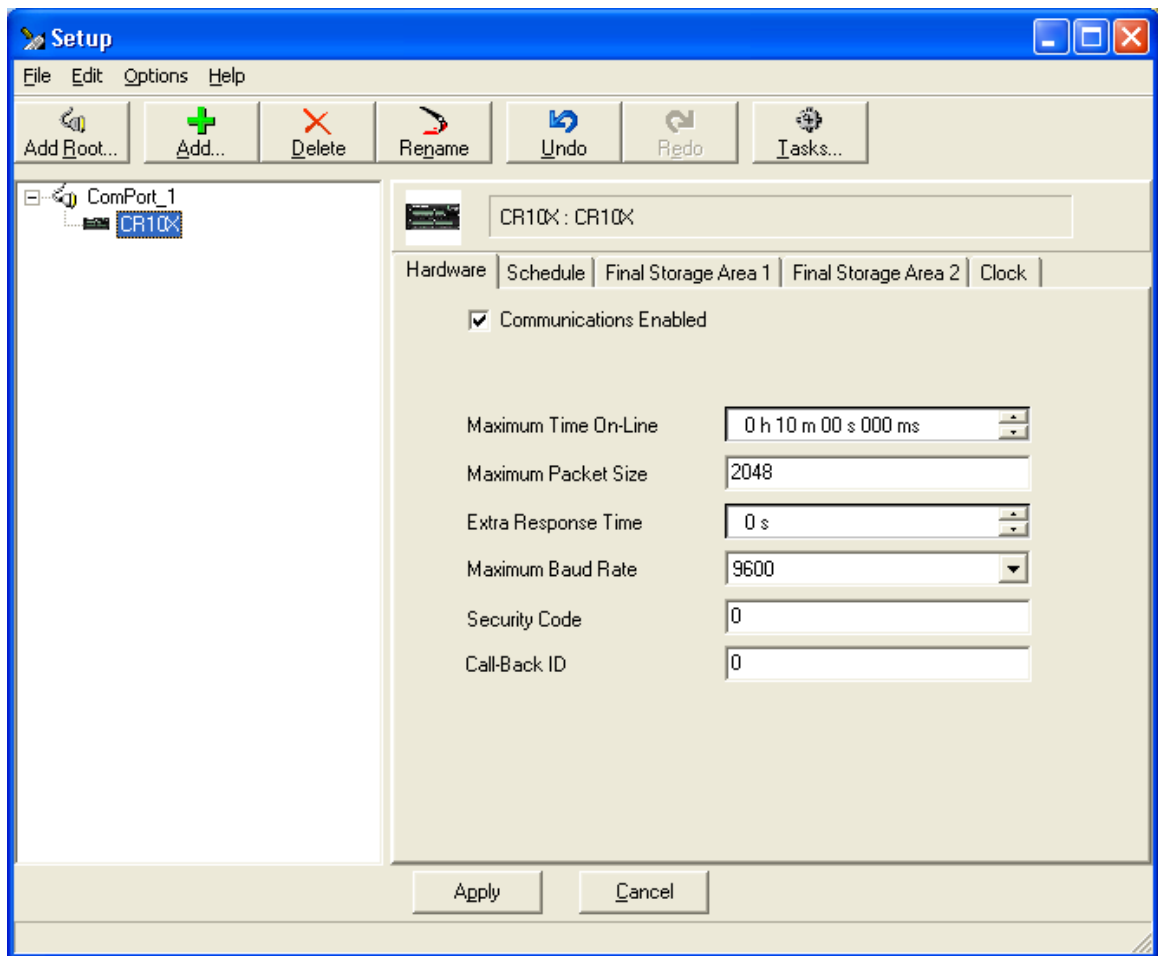 Setup
File Edit Options Help
Add Root... Add... Delete Rename Undo Redo Tasks...
ComPort_1
CR10X
CR10X : CR10X
Hardware Schedule Final Storage Area 1 Final Storage Area 2 Clock
Communications Enabled
Maximum Time On-Line 0 h 10 m 00 s 000 ms
Maximum Packet Size 2048
Extra Response Time 0 s
Maximum Baud Rate 9600
Security Code 0
Call-Back ID 0
Apply Cancel